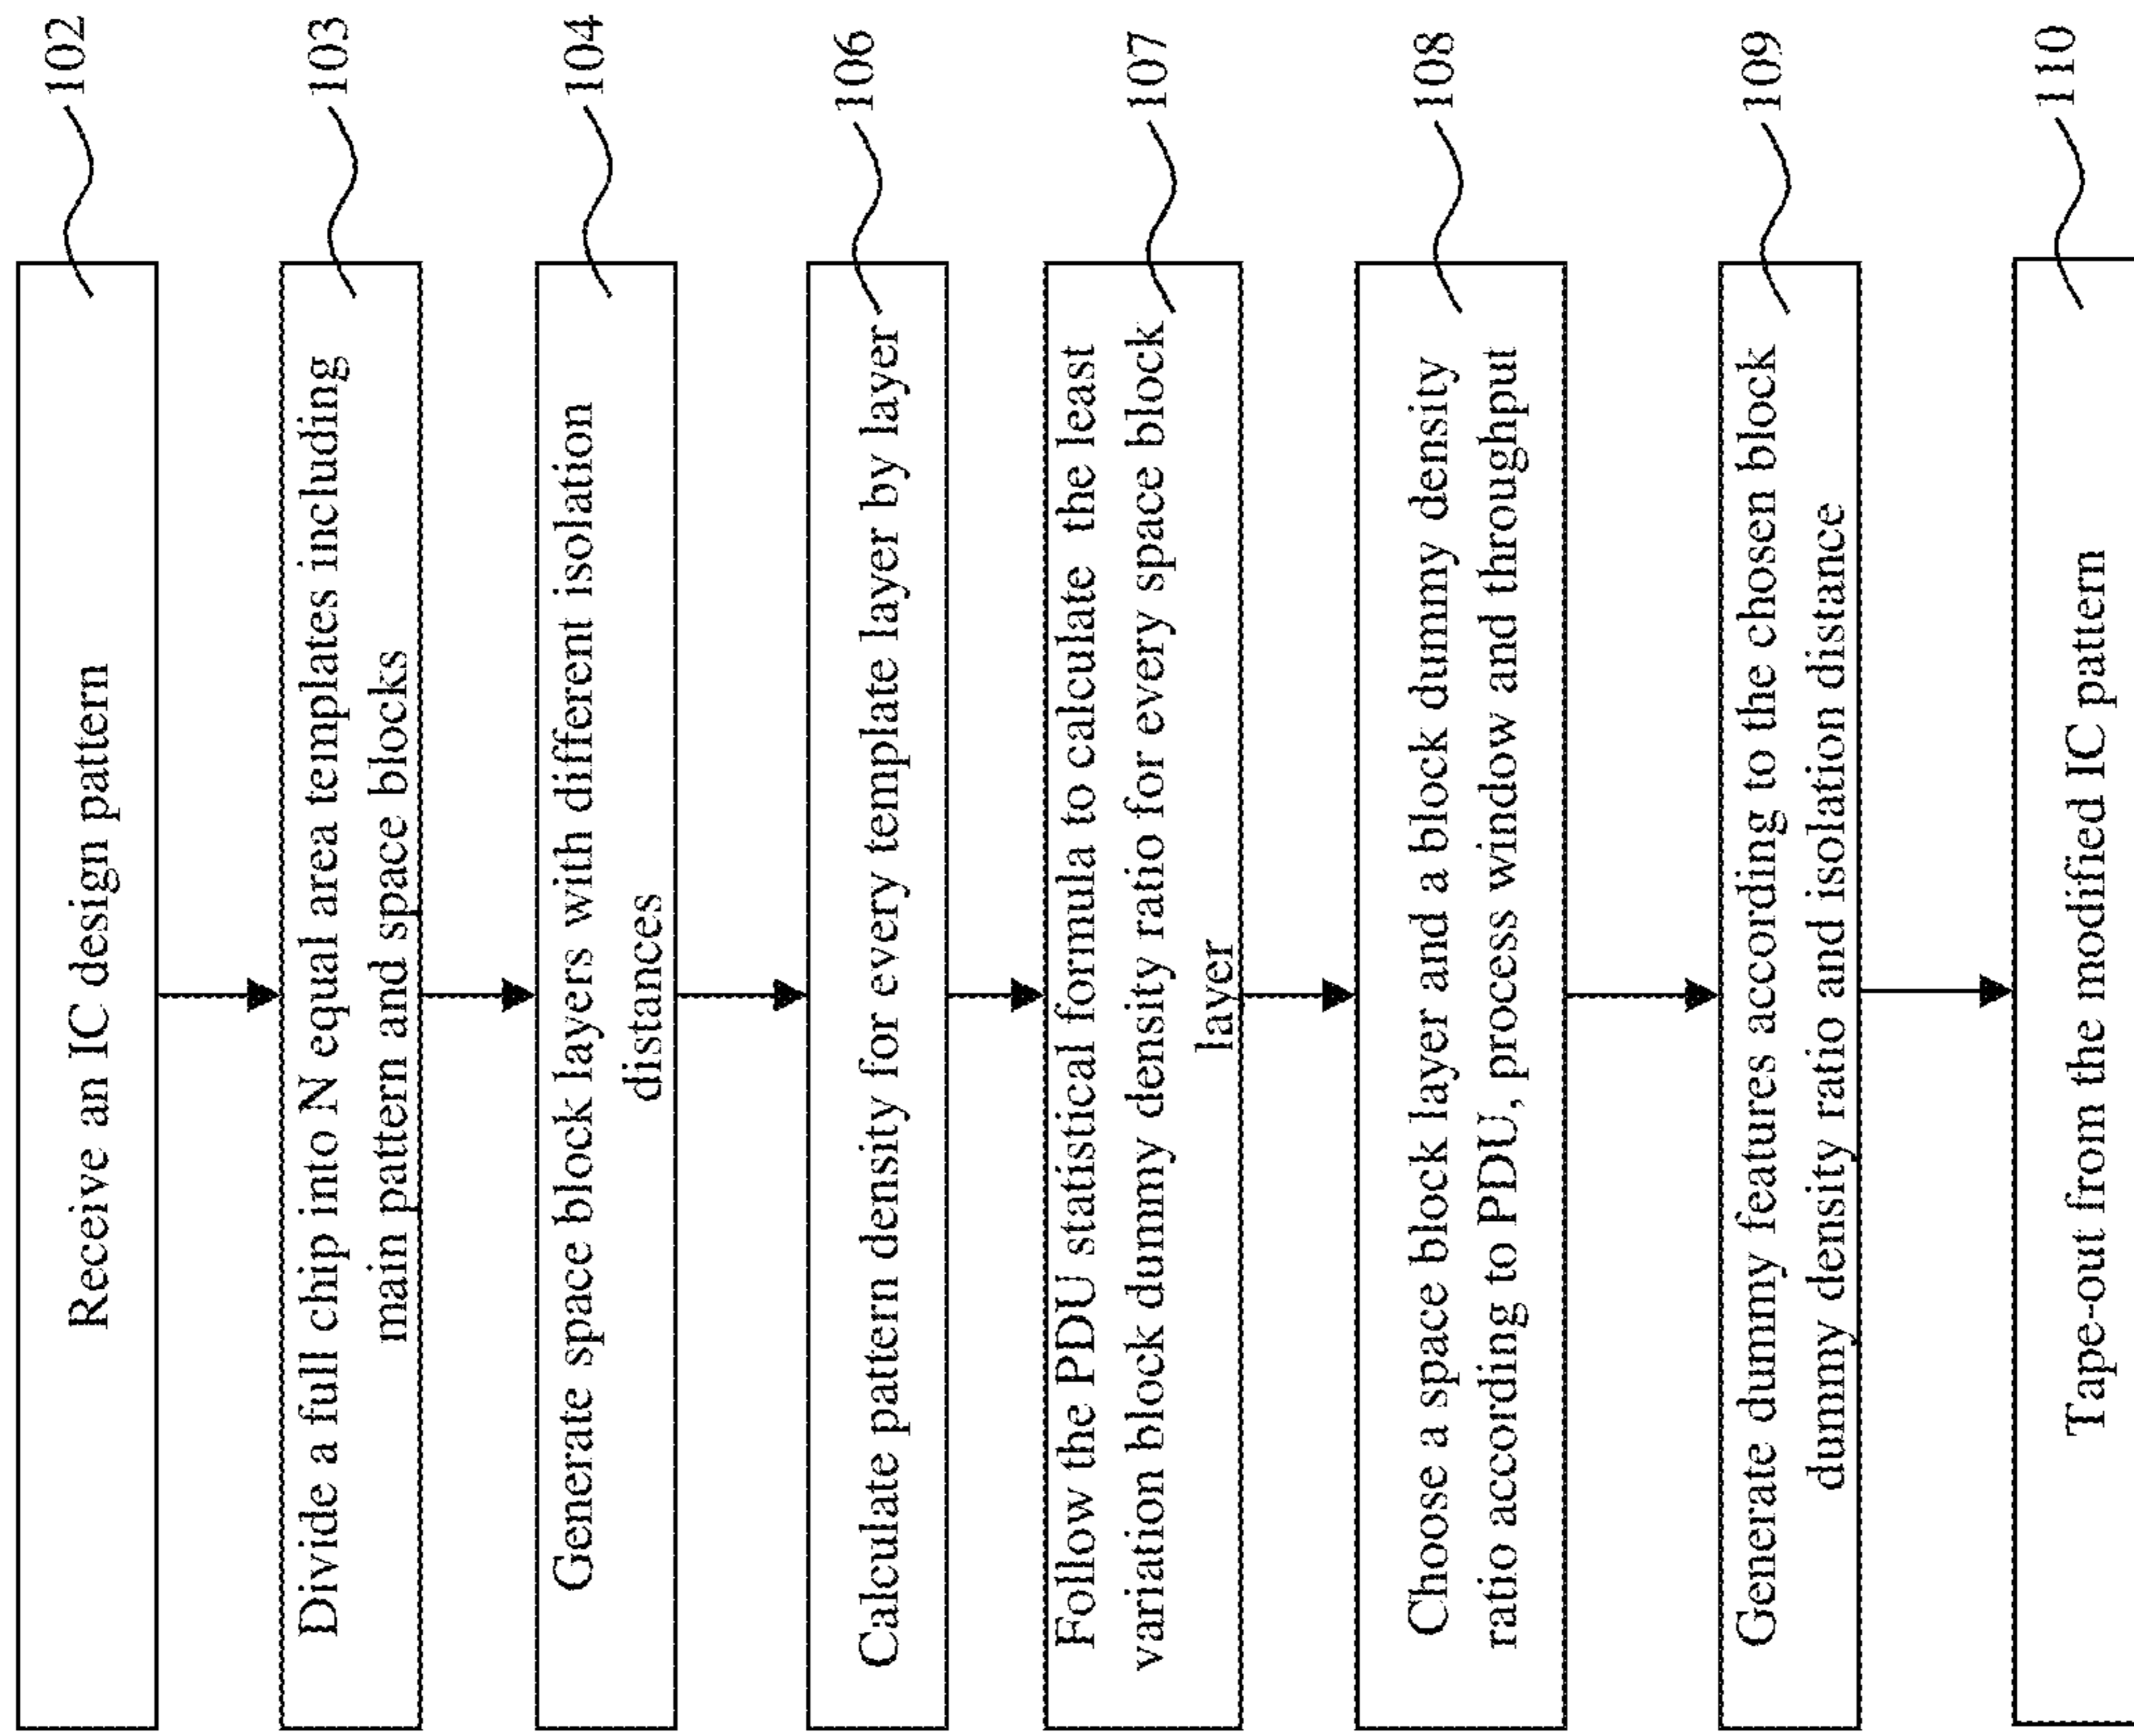 Receive an IC design pattern
102
Divide a full chip into N equal area templates including
main pattern and space blocks
103
Generate space block layers with different isolation
distances
104
Calculate pattern density for every template layer by layer
106
Follow the PDU statistical formula to calculate the least
variation block dummy density ratio for every space block
layer
107
Choose a space block layer and a block dummy density
ratio according to PDU, process window and throughput
108
Generate dummy features according to the chosen block
dummy density ratio and isolation distance
109
Tape-out from the modified IC pattern
110